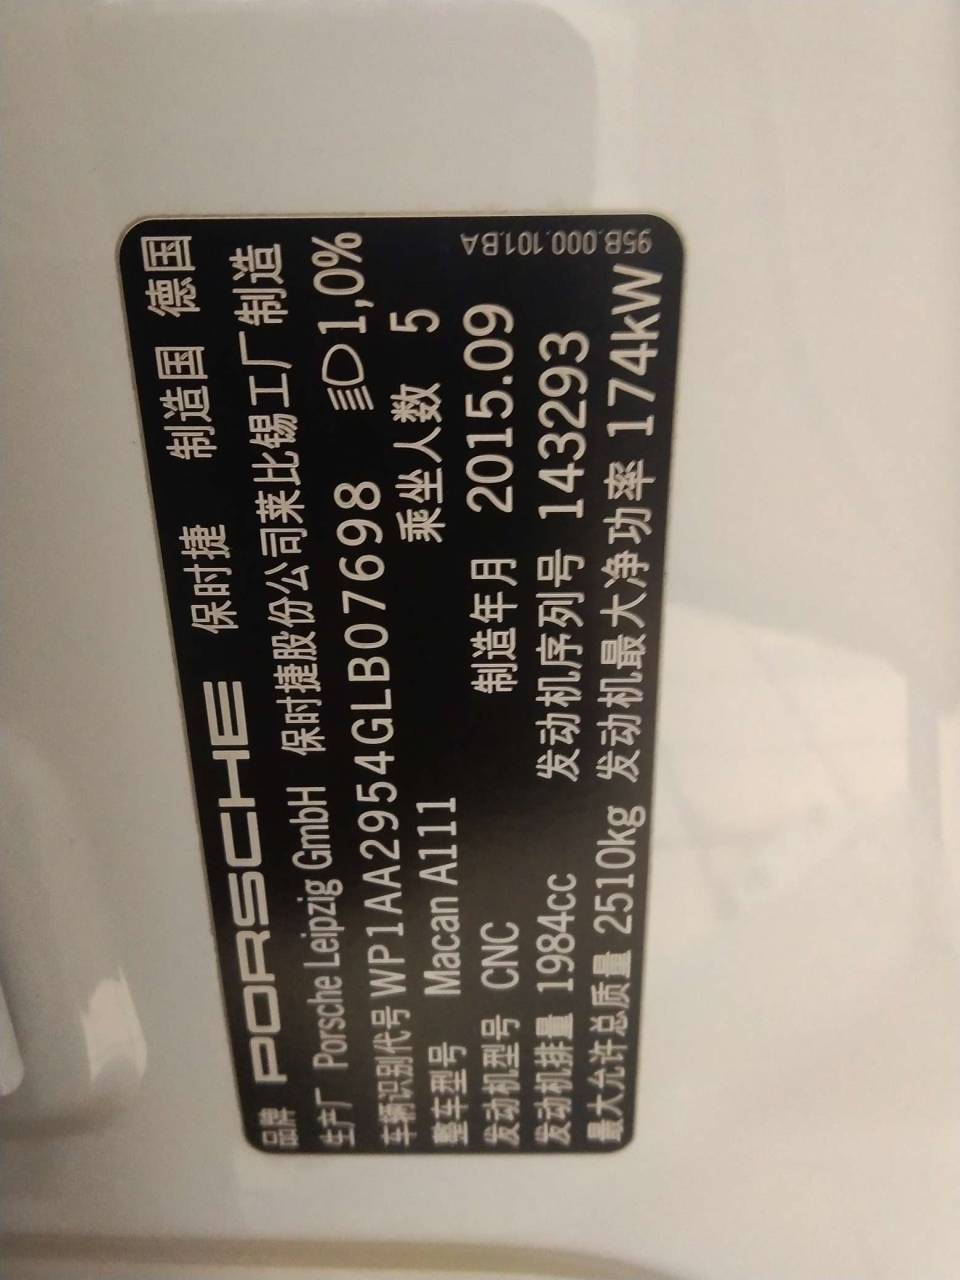 品牌 PORSCHE 保时捷 制造国 德国
生产厂 Porsche Leipzig GmbH 保时捷股份公司莱比锡工厂制造
车辆识别代号 WP1AA2954GLB07698 1,0%
整车型号 Macan A111 乘坐人数 5
发动机型号 CNC 制造年月 2015.09
发动机排量 1984cc 发动机序列号 143293
最大允许总质量 2510kg 发动机最大净功率 174kW
95B.000.101.BA